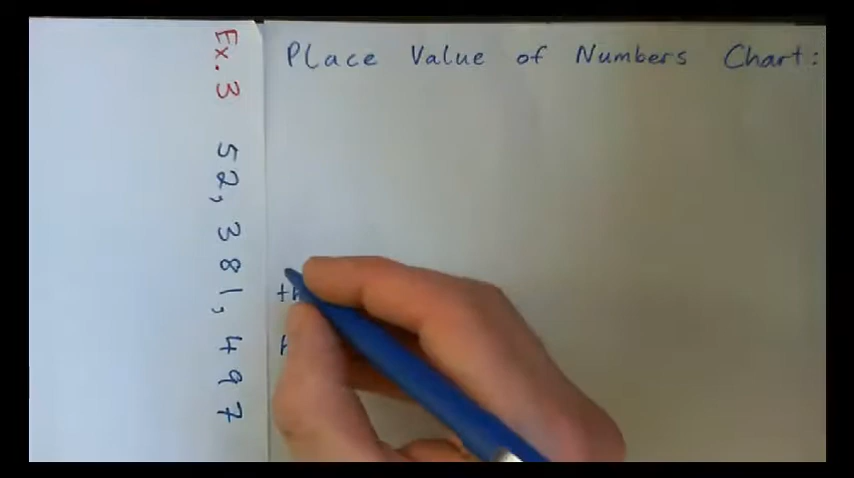 Place Value of Numbers Chart:
Ex. 3 52,381,497